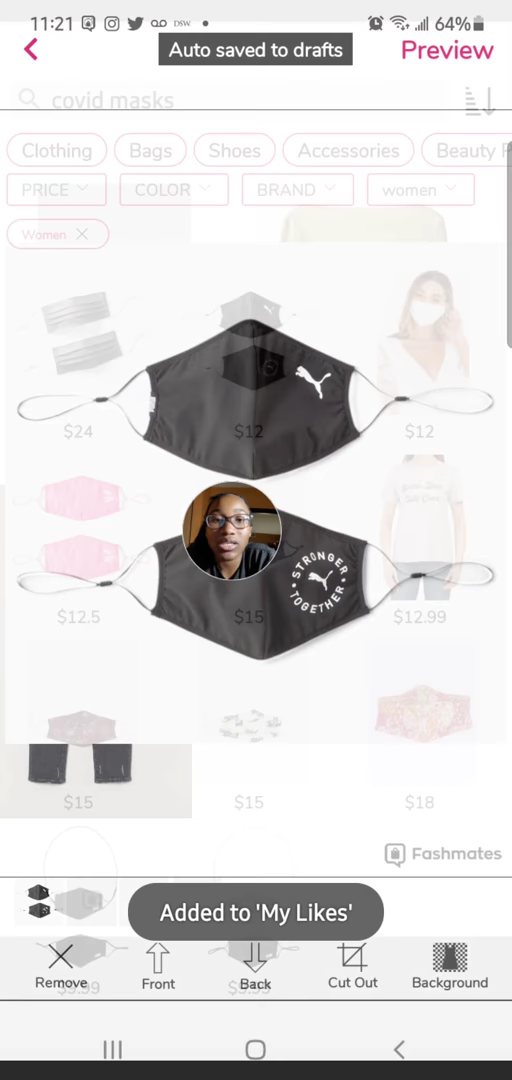 11:21 DSW 64%
Auto saved to drafts
Preview
covid masks
Clothing Bags Shoes Accessories Beauty
PRICE COLOR BRAND women
Women
$24 $12 $12
STRONGER
TOGETHER
$12.5 $15 $12.99
$15 $15 $18
Fashmates
Added to 'My Likes'
Remove Front Back Cut Out Background